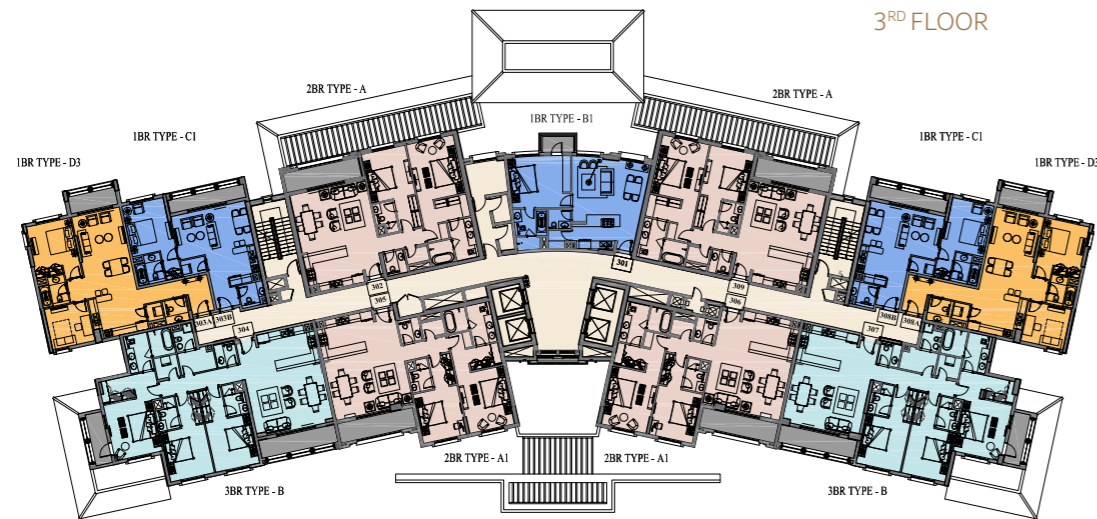 3RD FLOOR
2BR TYPE - A
2BR TYPE - A
1BR TYPE - B1
1BR TYPE - C1
1BR TYPE - C1
1BR TYPE - D3
1BR TYPE - D3
301
302
309
305
306
303A
303B
304
307
308B
308A
2BR TYPE - A1
2BR TYPE - A1
3BR TYPE - B
3BR TYPE - B